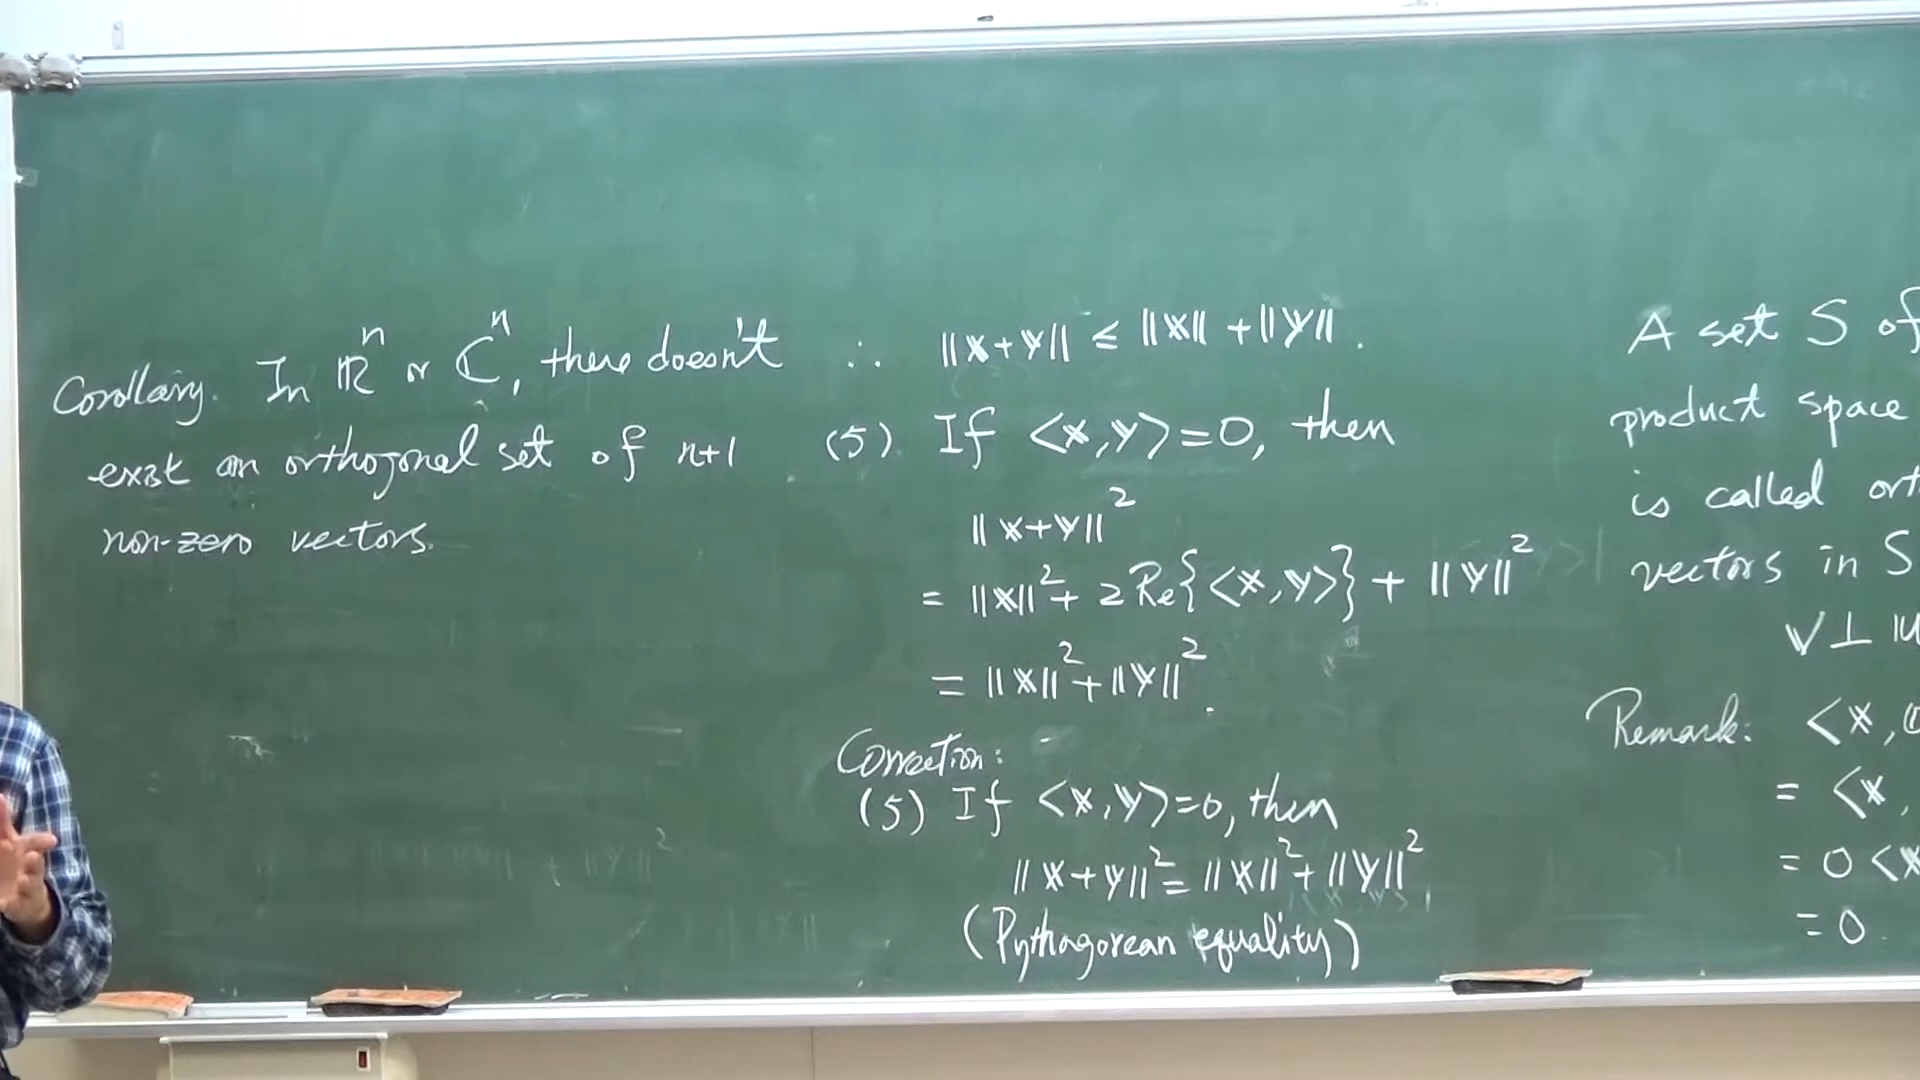 Corollary. In ℝⁿ or ℂⁿ, there doesn't
exist an orthogonal set of n+1
non-zero vectors.
∴ ||x+y|| ≤ ||x|| + ||y||.
(5). If <x,y>=0, then
||x+y||²
= ||x||² + 2Re{<x,y>} + ||y||²
= ||x||² + ||y||².
Correction:
(5) If <x,y>=0, then
||x+y||² = ||x||² + ||y||²
(Pythagorean equality)
A set S of
product space
is called
vectors in S
v⊥
Remark: <x,
= <x,
= 0<x
= 0.